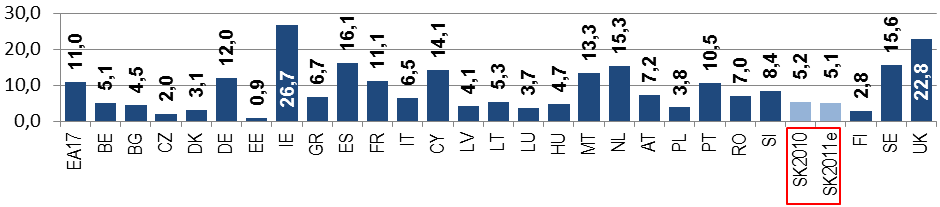 30,0
20,0
10,0
0,0
11,0 5,1 4,5 2,0 3,1 12,0 0,9 26,7 6,7 16,1 11,1 6,5 14,1 4,1 5,3 3,7 4,7 13,3 15,3 7,2 3,8 10,5 7,0 8,4 5,2 5,1 2,8 15,6 22,8
EA17 BE BG CZ DK DE EE IE GR ES FR IT CY LV LT LU HU MT NL AT PL PT RO SI SK2010 SK2011e FI SE UK